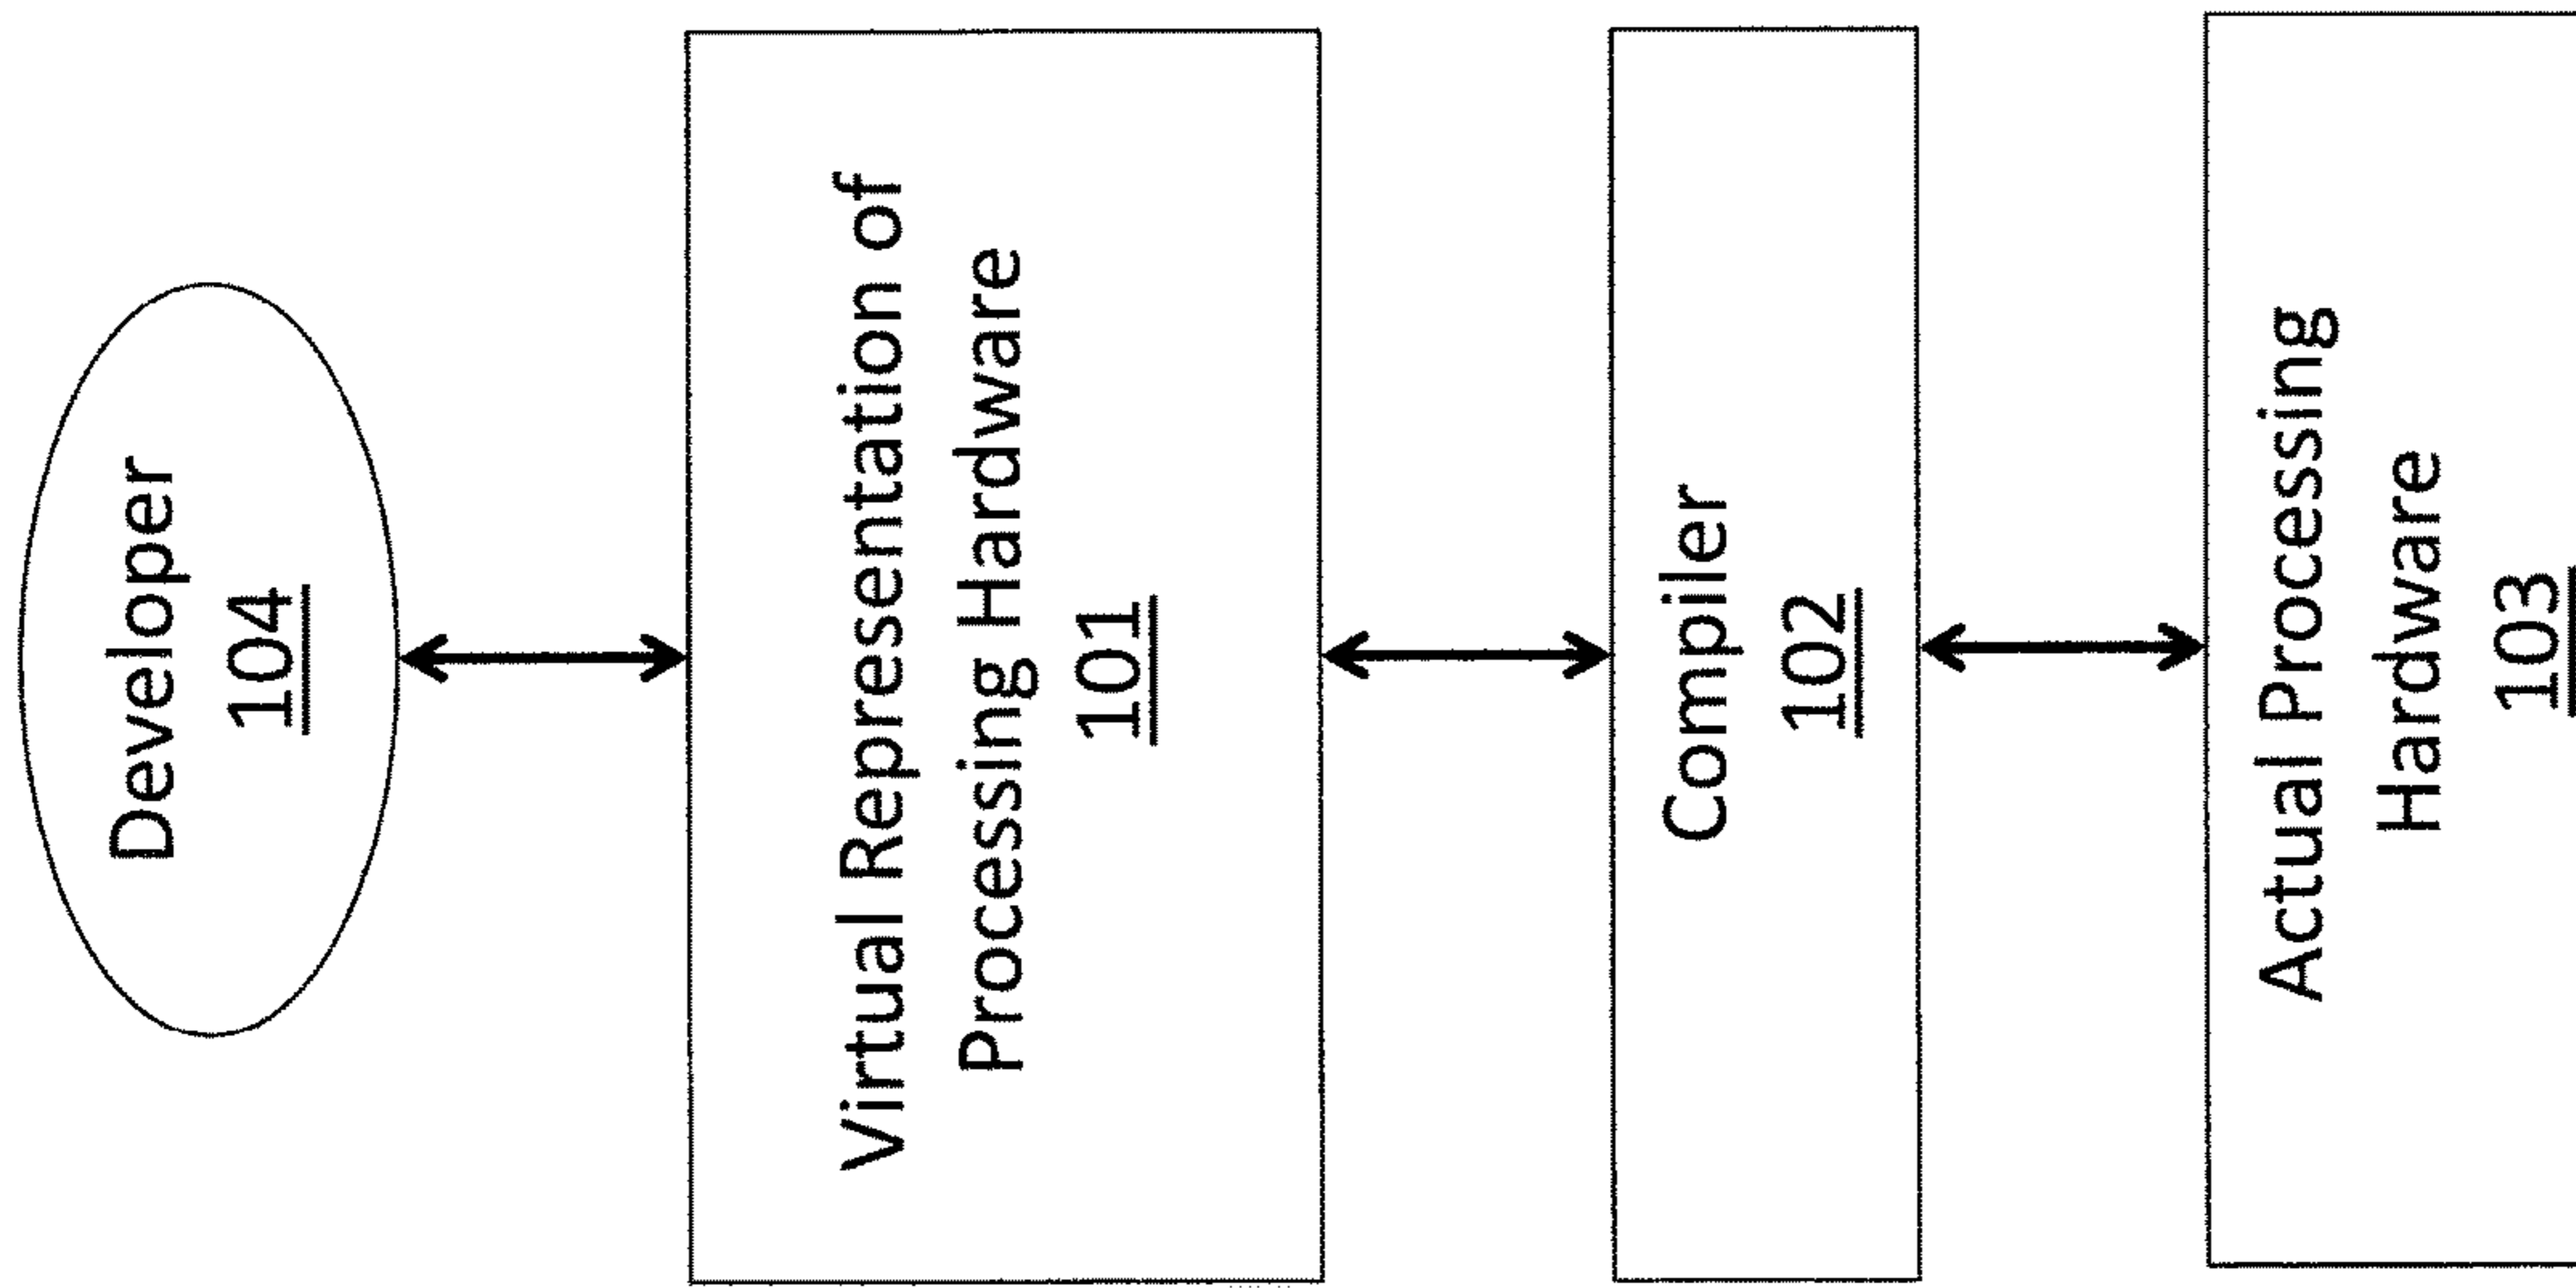 Developer
104
Virtual Representation of
Processing Hardware
101
Compiler
102
Actual Processing
Hardware
103